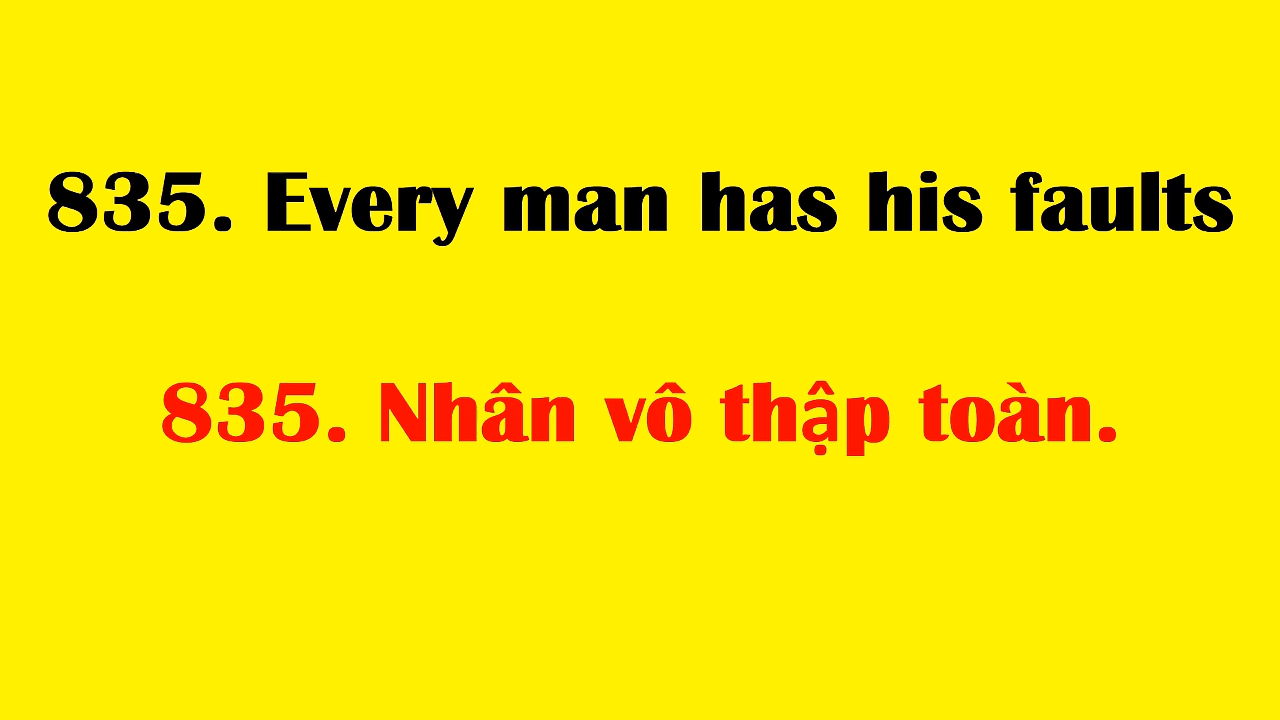 835. Every man has his faults
835. Nhân vô thập toàn.